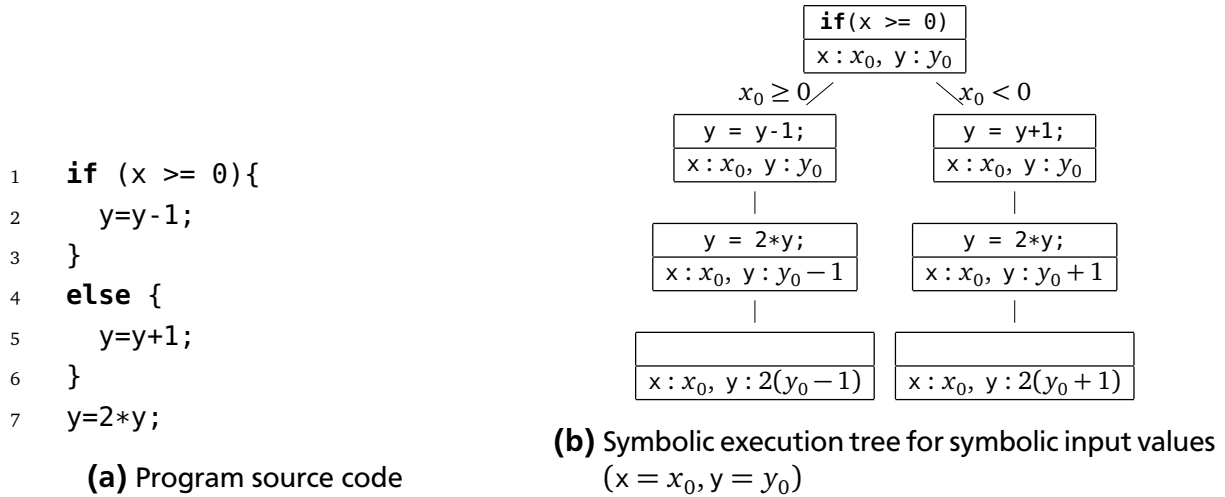 1 if (x >= 0){
2 y=y-1;
3 }
4 else {
5 y=y+1;
6 }
7 y=2*y;
(a) Program source code
if(x >= 0)
x : x₀, y : y₀
x₀ ≥ 0 x₀ < 0
y = y-1; y = y+1;
x : x₀, y : y₀ x : x₀, y : y₀
y = 2*y; y = 2*y;
x : x₀, y : y₀ − 1 x : x₀, y : y₀ + 1
x : x₀, y : 2(y₀ − 1) x : x₀, y : 2(y₀ + 1)
(b) Symbolic execution tree for symbolic input values
(x = x₀, y = y₀)